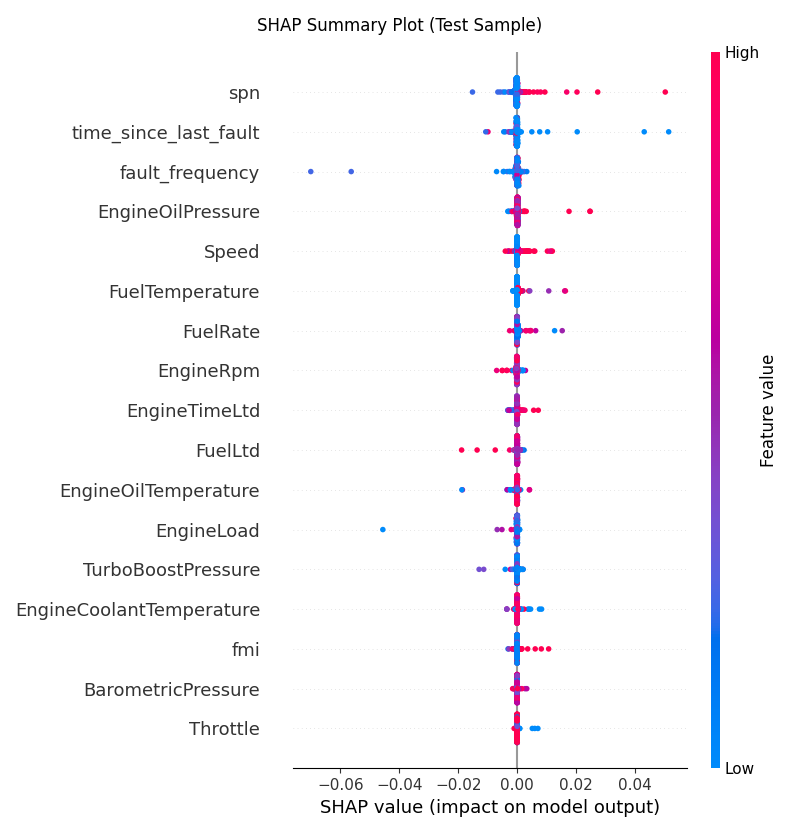 SHAP Summary Plot (Test Sample)
High
spn
time_since_last_fault
fault_frequency
EngineOilPressure
Speed
FuelTemperature
FuelRate
EngineRpm
EngineTimeLtd
FuelLtd
EngineOilTemperature
EngineLoad
TurboBoostPressure
EngineCoolantTemperature
fmi
BarometricPressure
Throttle
Feature value
Low
−0.06 −0.04 −0.02 0.00 0.02 0.04
SHAP value (impact on model output)